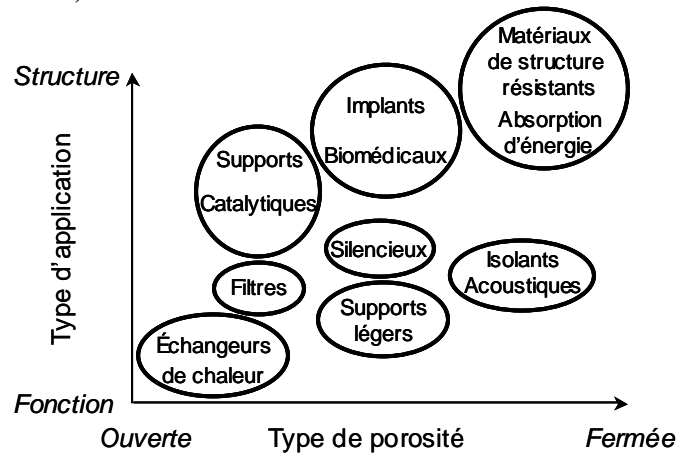 Matériaux
de structure
résistants
Absorption
d'énergie
Structure
Implants
Biomédicaux
Supports
Catalytiques
Type d'application
Silencieux
Isolants
Acoustiques
Filtres
Supports
légers
Échangeurs
de chaleur
Fonction
Ouverte
Type de porosité
Fermée